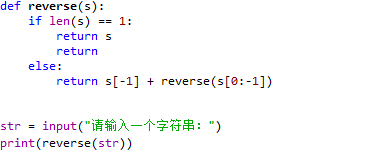 def reverse(s):
    if len(s) == 1:
        return s
        return
    else:
        return s[-1] + reverse(s[0:-1])
str = input("请输入一个字符串：")
print(reverse(str))